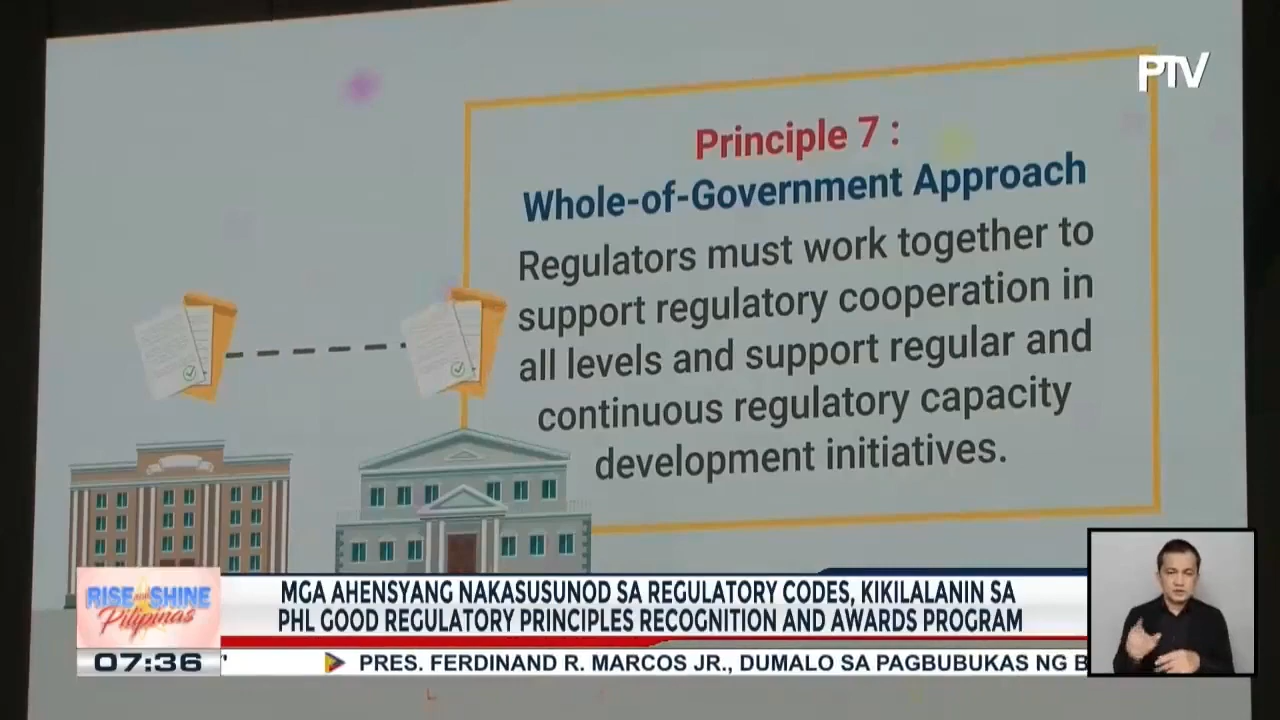 PTV
Principle 7 :
Whole-of-Government Approach
Regulators must work together to
support regulatory cooperation in
all levels and support regular and
continuous regulatory capacity
development initiatives.
RISE AND SHINE
Pilipinas
MGA AHENSYANG NAKASUSUNOD SA REGULATORY CODES, KIKILALANIN SA
PHL GOOD REGULATORY PRINCIPLES RECOGNITION AND AWARDS PROGRAM
07:36
PRES. FERDINAND R. MARCOS JR., DUMALO SA PAGBUBUKAS NG B